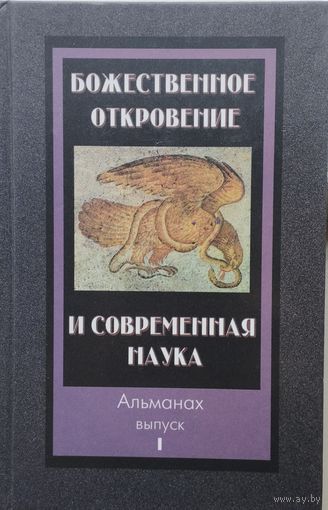 БОЖЕСТВЕННОЕ
ОТКРОВЕНИЕ
И СОВРЕМЕННАЯ
НАУКА
Альманах
выпуск
I
www.ay.by